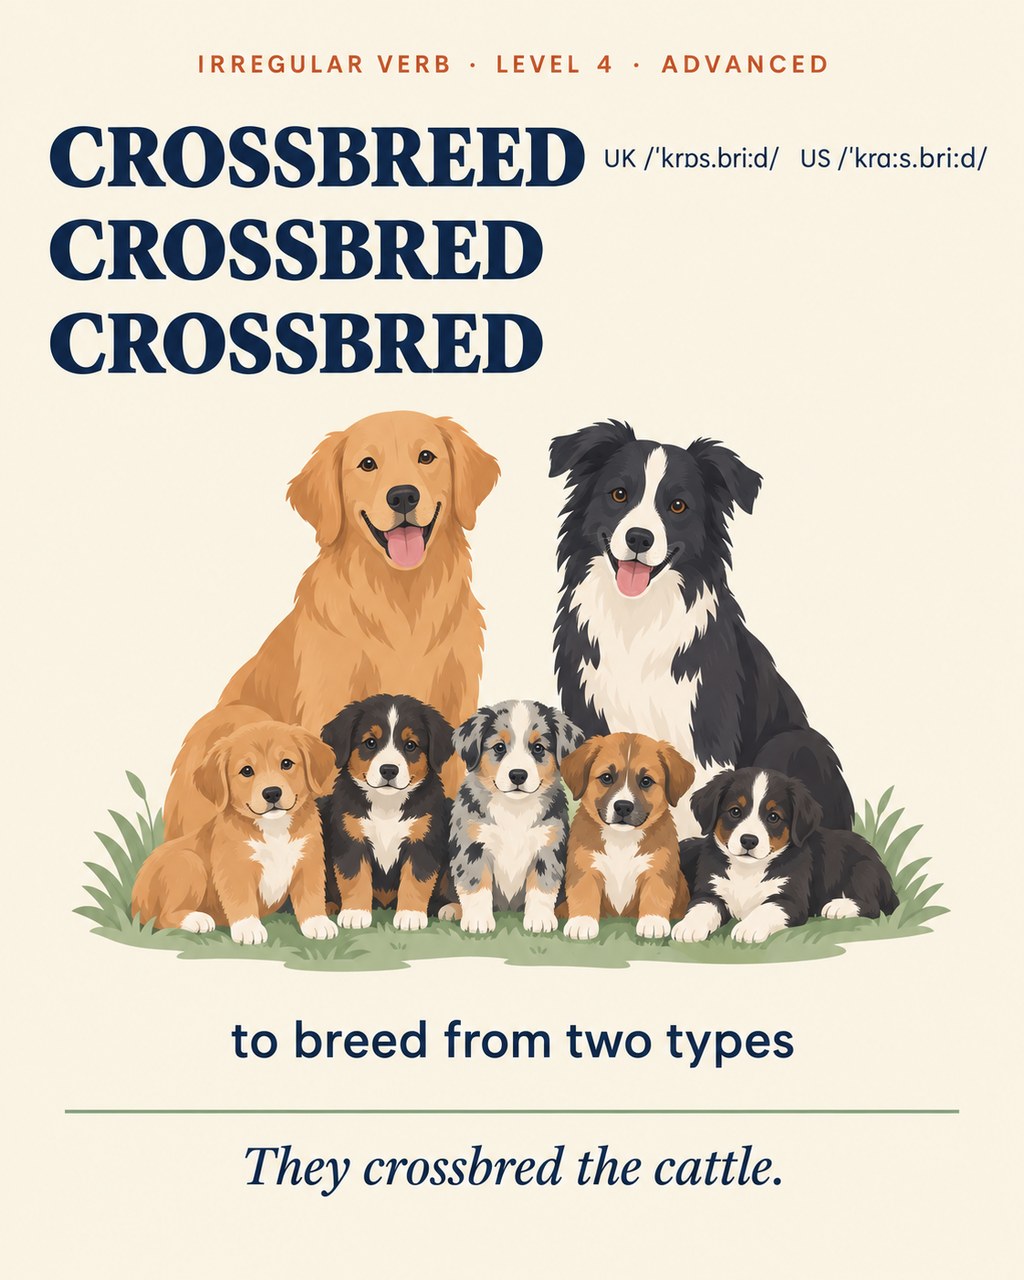 IRREGULAR VERB · LEVEL 4 · ADVANCED
CROSSBREED UK /ˈkrɒs.briːd/ US /ˈkrɑːs.briːd/
CROSSBRED
CROSSBRED
to breed from two types
They crossbred the cattle.